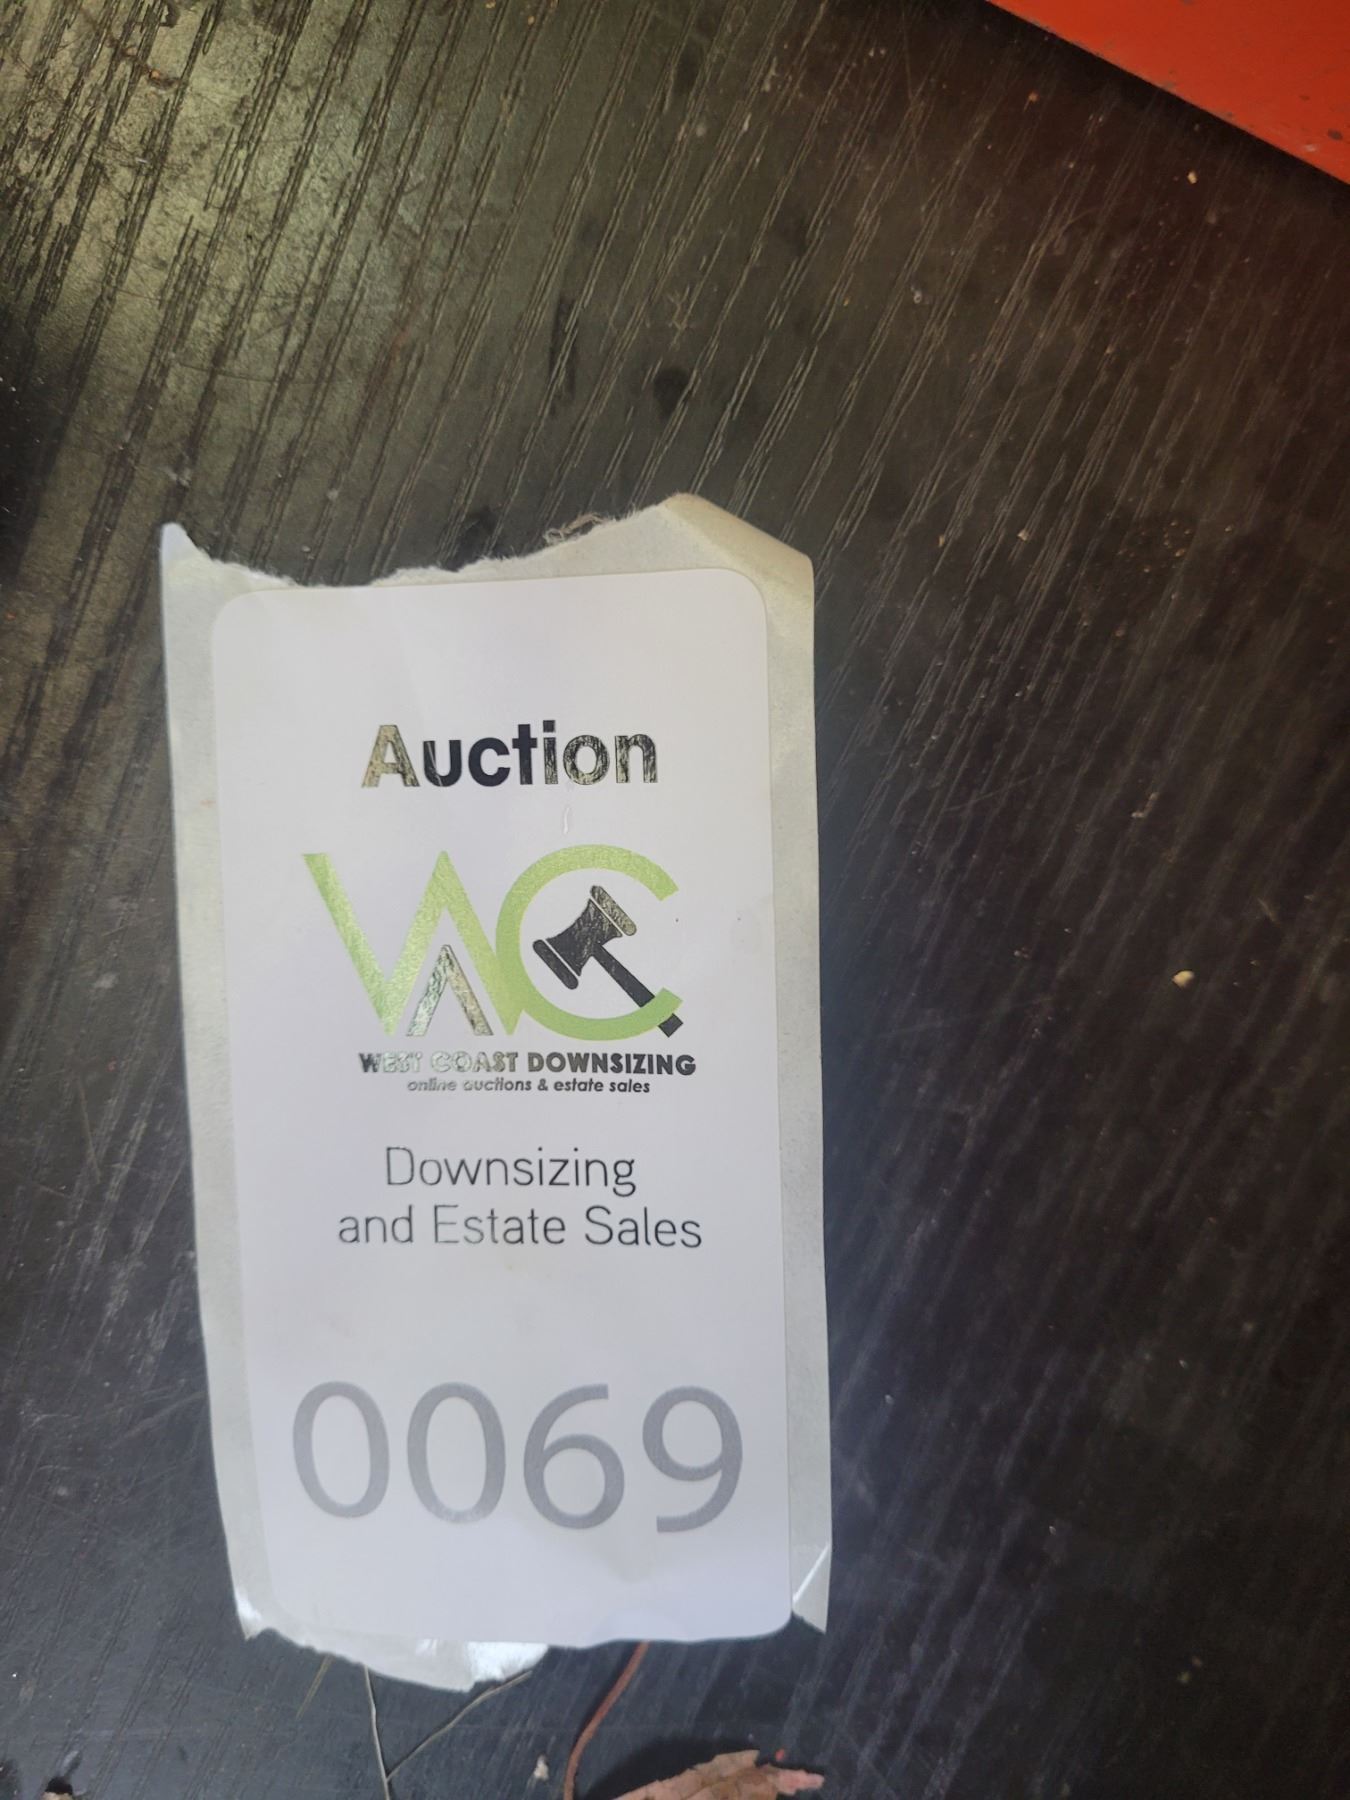 Auction
WC
WEST COAST DOWNSIZING
online auctions & estate sales
Downsizing
and Estate Sales
0069